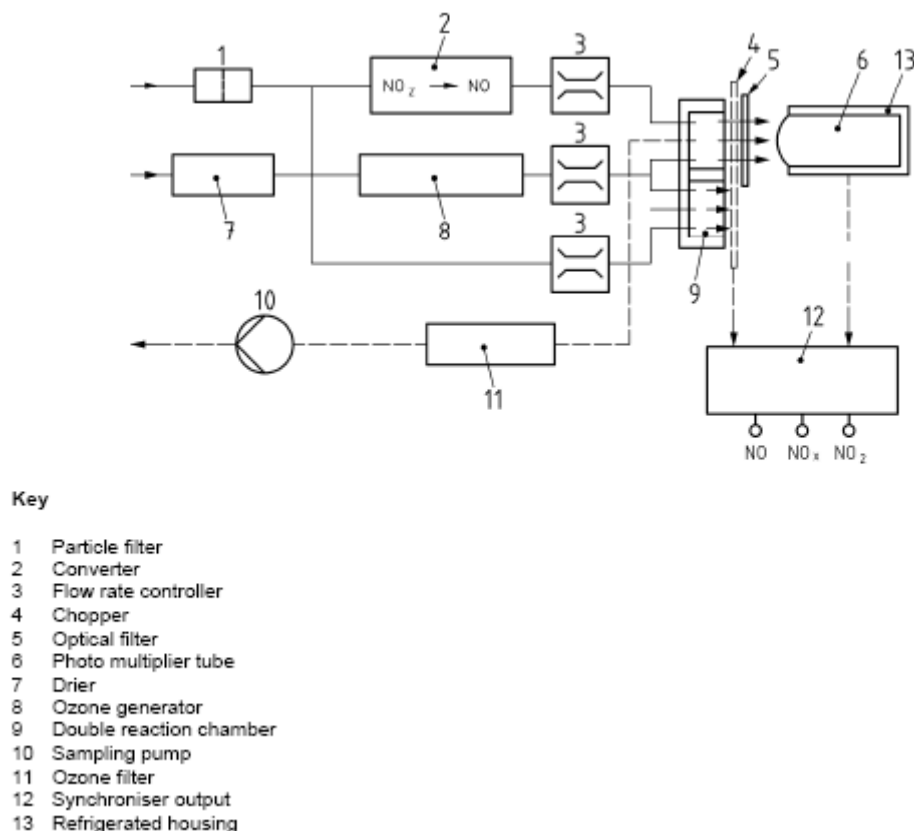 1
2
3
4
5
6
13
NO₂ → NO
3
7
8
3
9
10
11
12
NO NOₓ NO₂
Key
1 Particle filter
2 Converter
3 Flow rate controller
4 Chopper
5 Optical filter
6 Photo multiplier tube
7 Drier
8 Ozone generator
9 Double reaction chamber
10 Sampling pump
11 Ozone filter
12 Synchroniser output
13 Refrigerated housing